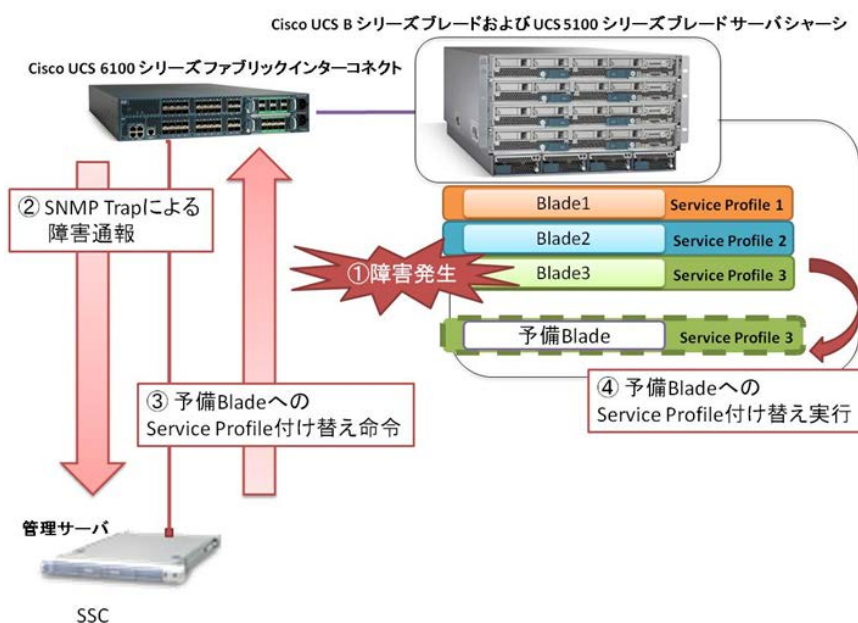 Cisco UCS B シリーズブレードおよび UCS 5100 シリーズブレードサーバシャーシ
Cisco UCS 6100 シリーズファブリックインターコネクト
② SNMP Trapによる
障害通報
①障害発生
Blade1
Service Profile 1
Blade2
Service Profile 2
Blade3
Service Profile 3
予備Blade
Service Profile 3
③ 予備Bladeへの
Service Profile付け替え命令
④ 予備Bladeへの
Service Profile付け替え実行
管理サーバ
SSC